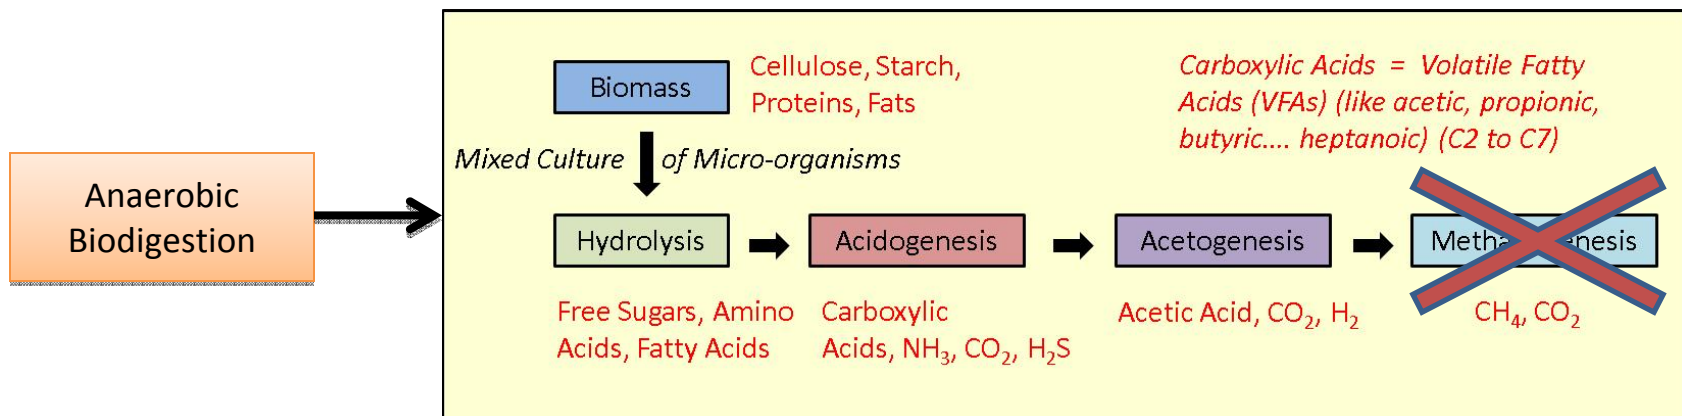 Anaerobic
Biodigestion
Biomass
Cellulose, Starch,
Proteins, Fats
Carboxylic Acids = Volatile Fatty
Acids (VFAs) (like acetic, propionic,
butyric.... heptanoic) (C2 to C7)
Mixed Culture of Micro-organisms
Hydrolysis
Acidogenesis
Acetogenesis
Methanogenesis
Free Sugars, Amino
Acids, Fatty Acids
Carboxylic
Acids, NH₃, CO₂, H₂S
Acetic Acid, CO₂, H₂
CH₄, CO₂